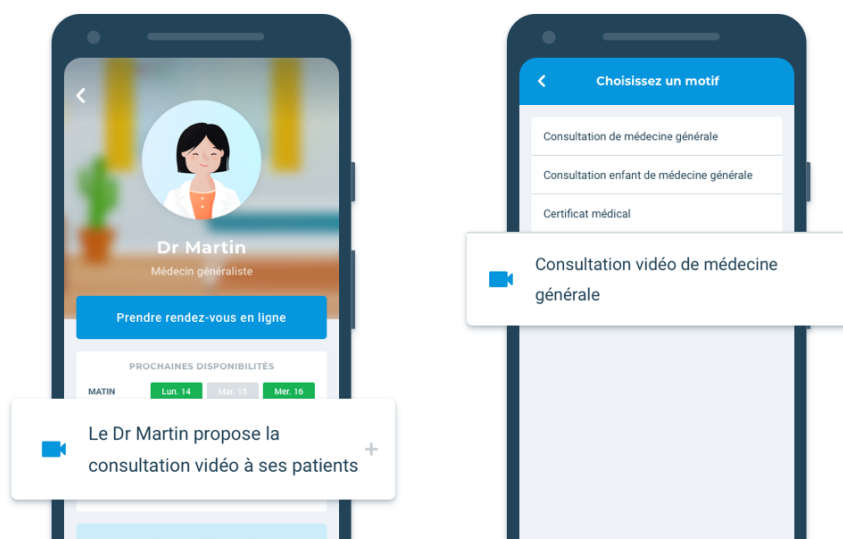 Dr Martin
Médecin généraliste
Prendre rendez-vous en ligne
PROCHAINES DISPONIBILITÉS
MATIN Lun. 14 Mar. 15 Mer. 16
Le Dr Martin propose la
consultation vidéo à ses patients
Choisissez un motif
Consultation de médecine générale
Consultation enfant de médecine générale
Certificat médical
Consultation vidéo de médecine
générale